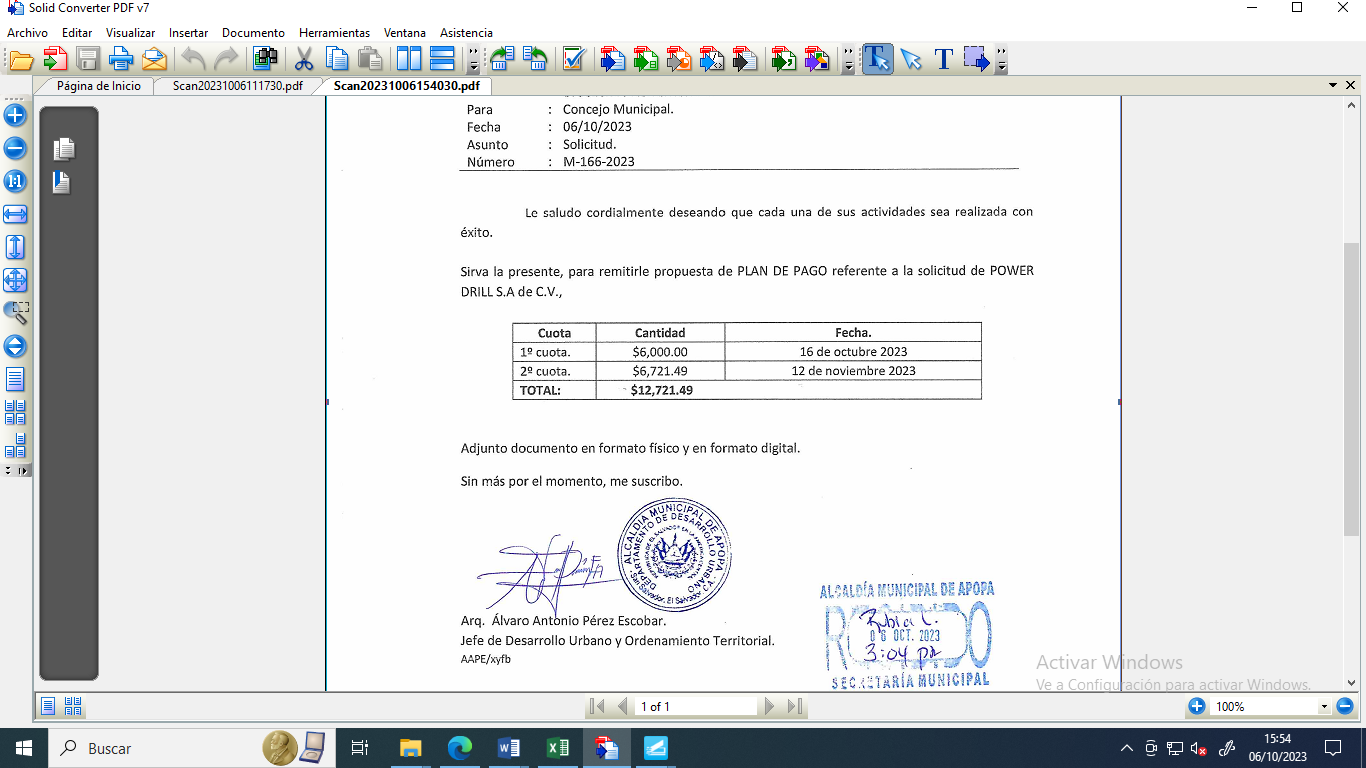 Solid Converter PDF v7
Archivo Editar Visualizar Insertar Documento Herramientas Ventana Asistencia
Página de Inicio Scan20231006111730.pdf Scan20231006154030.pdf
Para : Concejo Municipal.
Fecha : 06/10/2023
Asunto : Solicitud.
Número : M-166-2023
Le saludo cordialmente deseando que cada una de sus actividades sea realizada con
éxito.
Sirva la presente, para remitirle propuesta de PLAN DE PAGO referente a la solicitud de POWER
DRILL S.A de C.V.,
Cuota Cantidad Fecha.
1º cuota. $6,000.00 16 de octubre 2023
2º cuota. $6,721.49 12 de noviembre 2023
TOTAL: $12,721.49
Adjunto documento en formato físico y en formato digital.
Sin más por el momento, me suscribo.
ALCALDIA MUNICIPAL DE APOPA
DEPARTAMENTO DE DESARROLLO URBANO
San Salvador, El Salvador, C.A.
Arq. Álvaro Antonio Pérez Escobar.
Jefe de Desarrollo Urbano y Ordenamiento Territorial.
AAPE/xyfb
ALCALDÍA MUNICIPAL DE APOPA
06 OCT. 2023
3:04 pm
SECRETARÍA MUNICIPAL
Activar Windows
Ve a Configuración para activar Windows.
1 of 1
100%
Buscar
15:54
06/10/2023